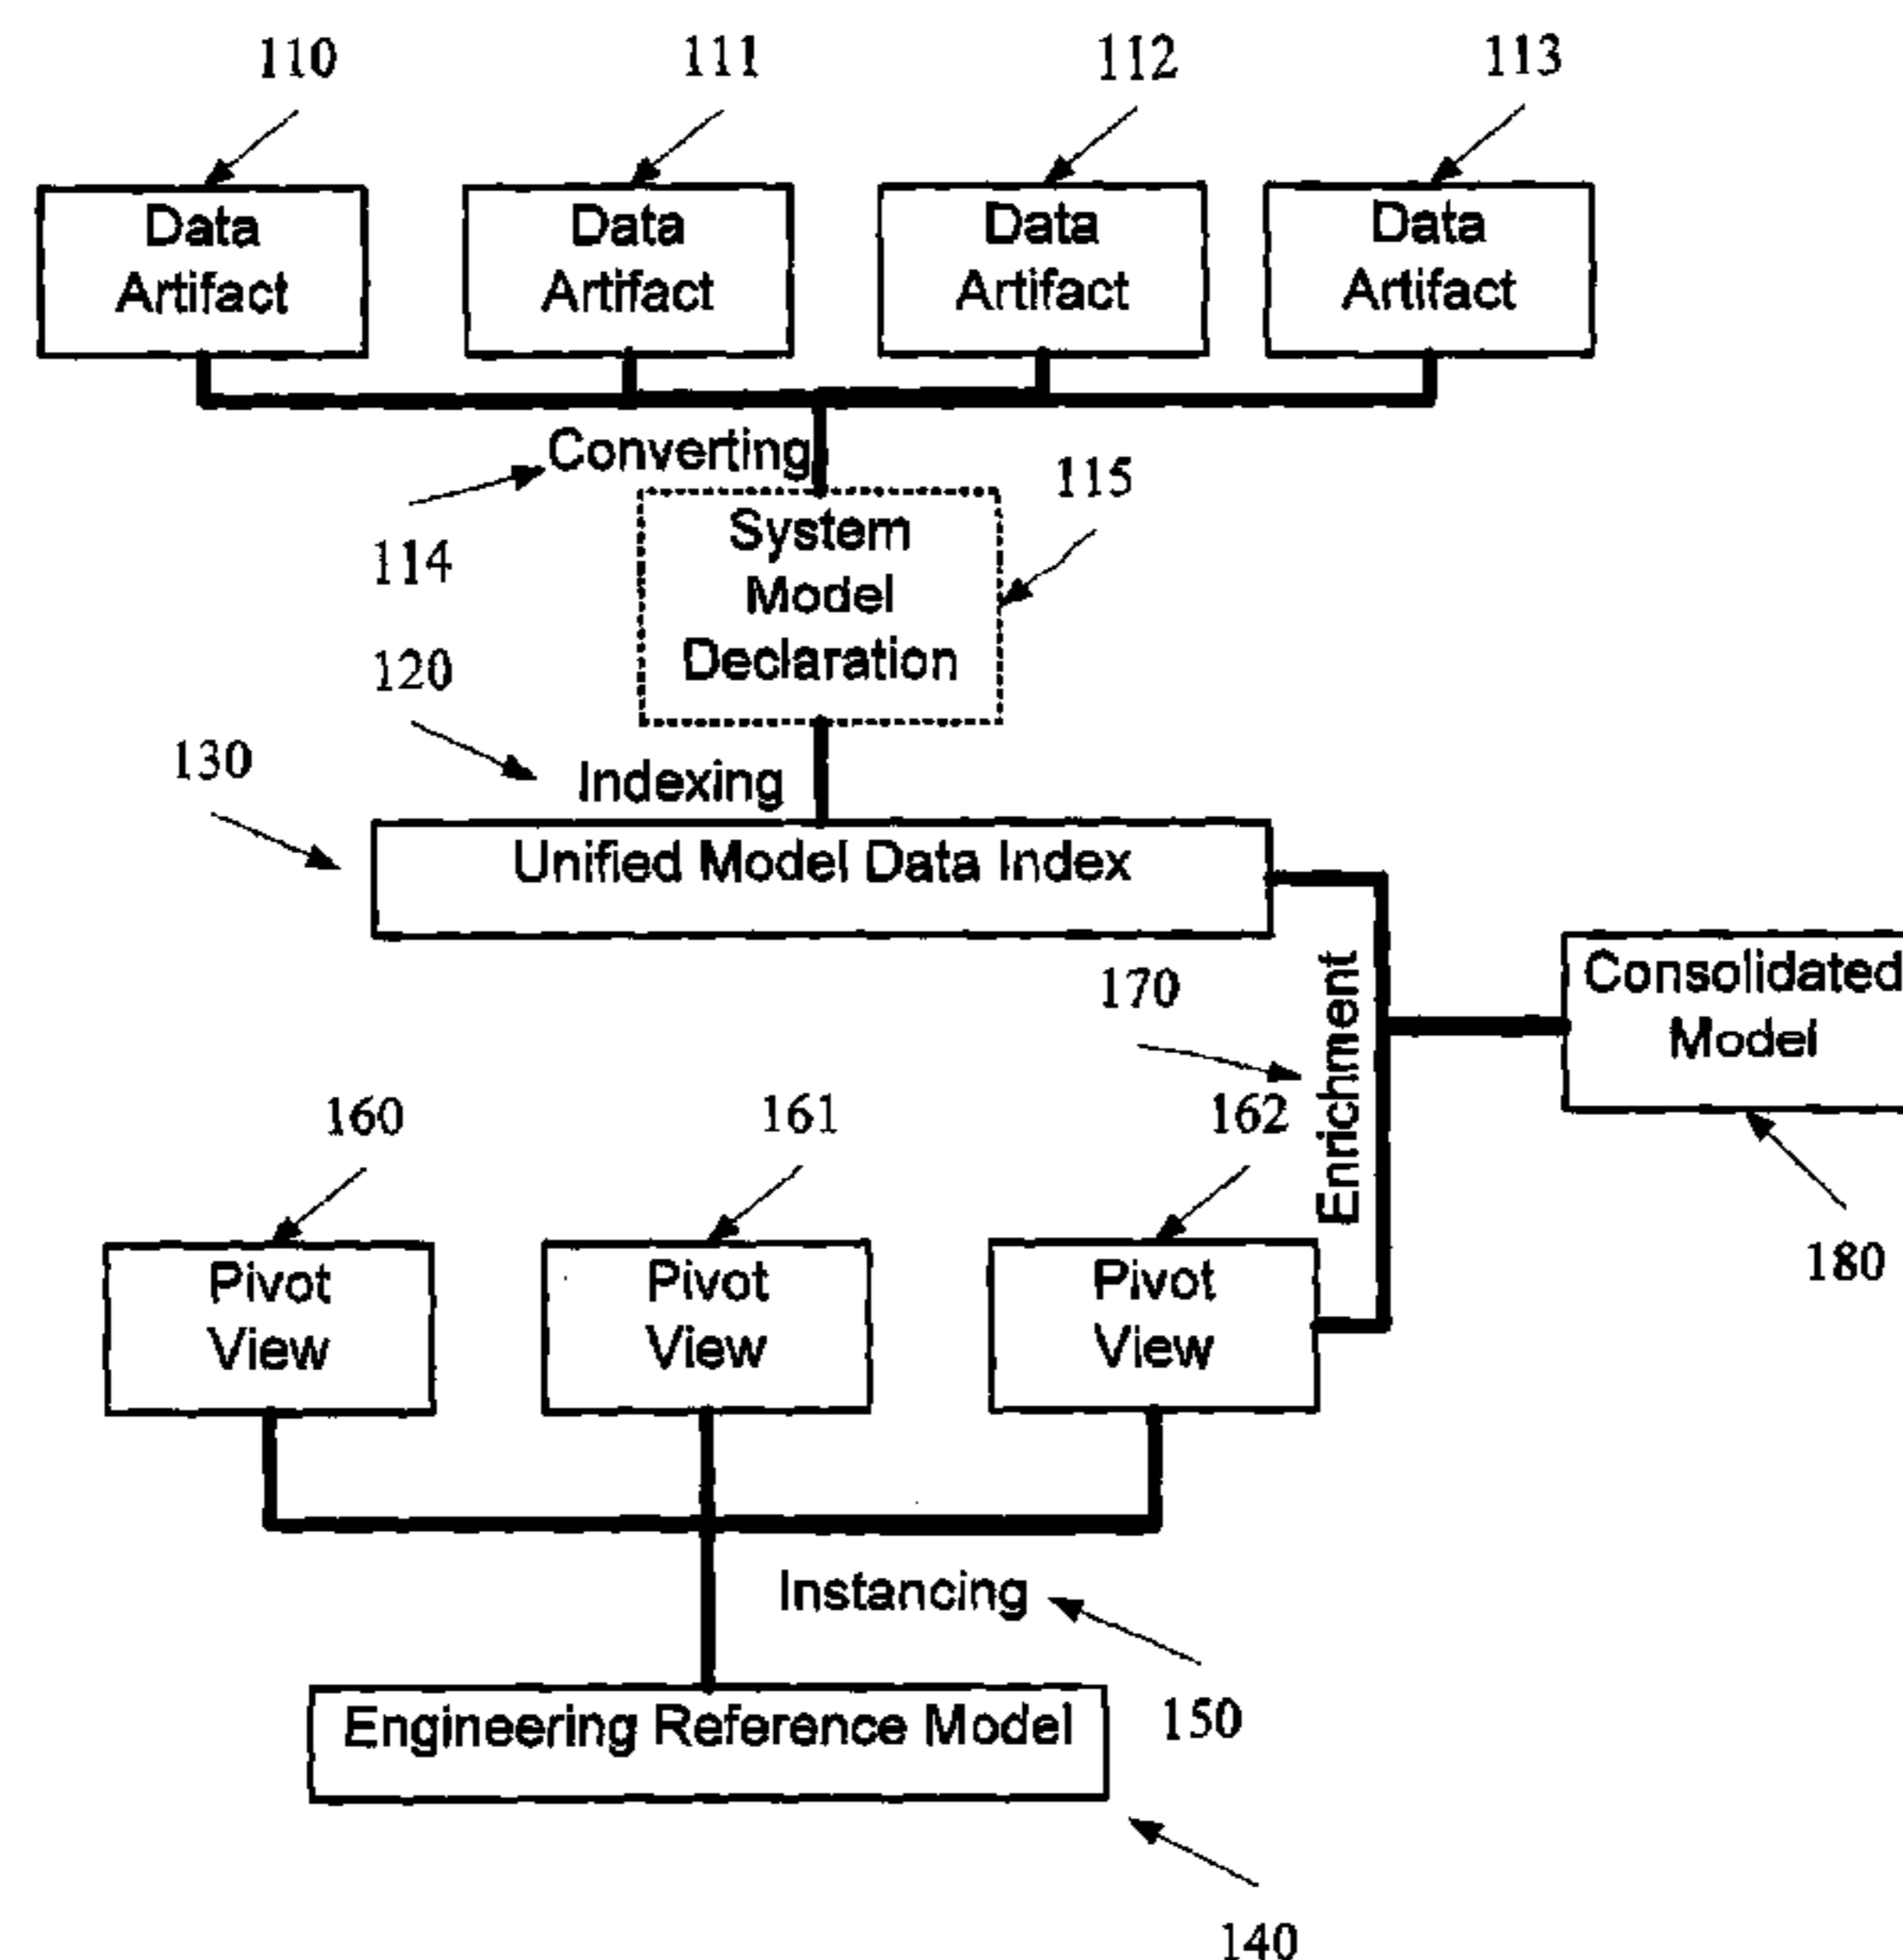 110
111
112
113
Data
Artifact
Data
Artifact
Data
Artifact
Data
Artifact
Converting
114
115
System
Model
Declaration
120
Indexing
130
Unified Model Data Index
170
Enrichment
Consolidated
Model
180
160
161
162
Pivot
View
Pivot
View
Pivot
View
Instancing
150
Engineering Reference Model
140